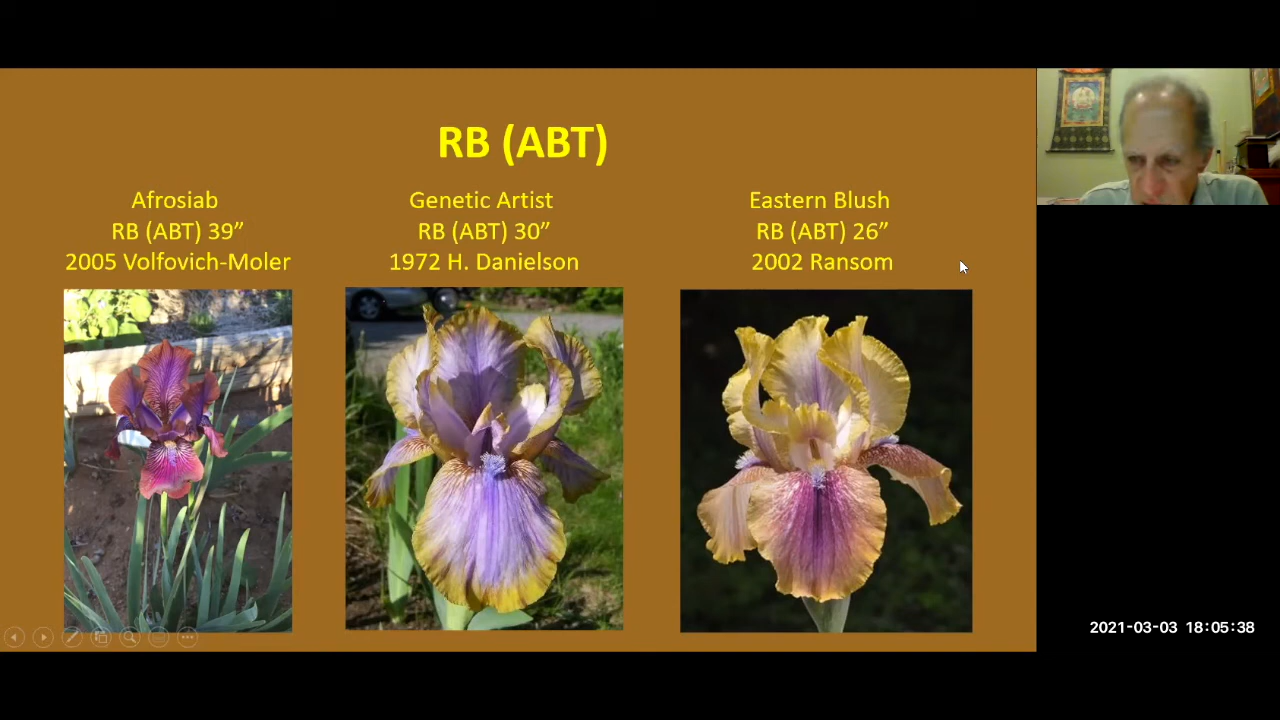 RB (ABT)
Afrosiab
RB (ABT) 39”
2005 Volfovich-Moler
Genetic Artist
RB (ABT) 30”
1972 H. Danielson
Eastern Blush
RB (ABT) 26”
2002 Ransom
2021-03-03 18:05:38